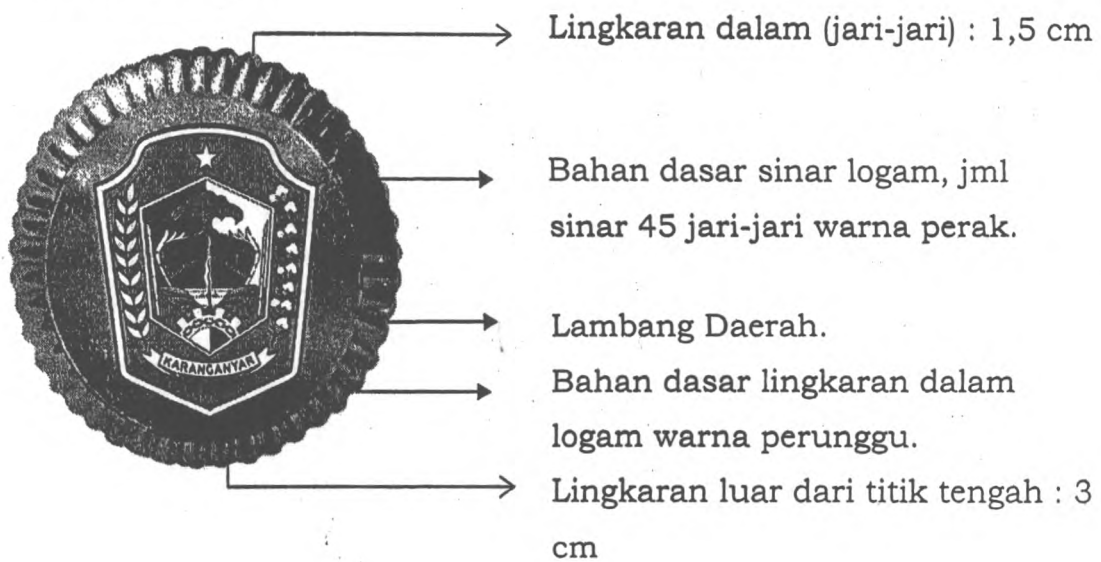 Lingkaran dalam (jari-jari) : 1,5 cm
Bahan dasar sinar logam, jml
sinar 45 jari-jari warna perak.
Lambang Daerah.
KARANGANYAR
Bahan dasar lingkaran dalam
logam warna perunggu.
Lingkaran luar dari titik tengah : 3
cm